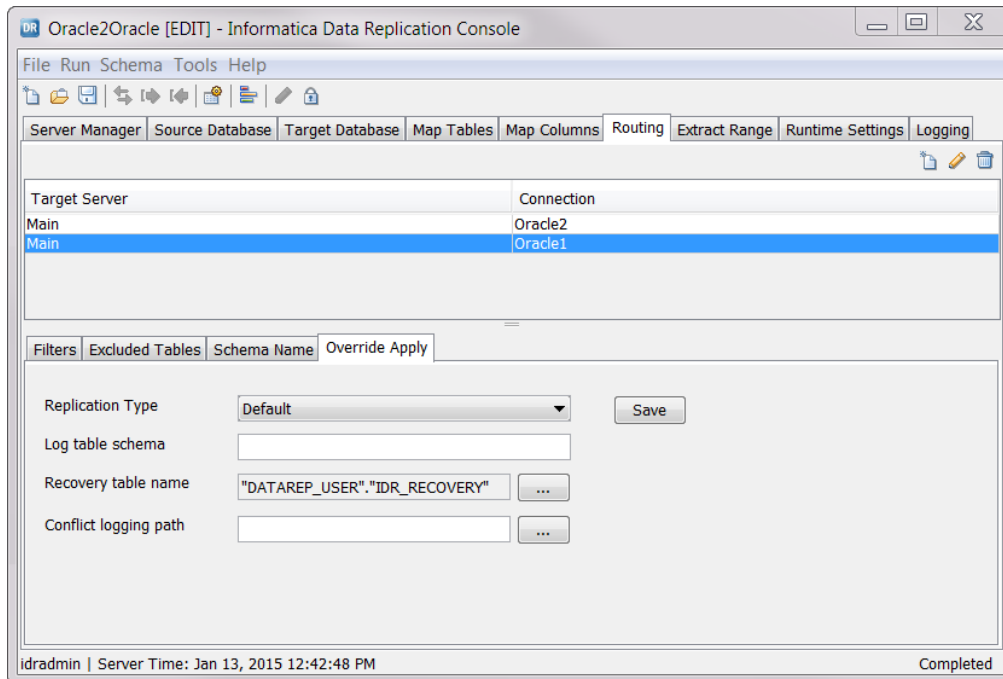 DR Oracle2Oracle [EDIT] - Informatica Data Replication Console
File Run Schema Tools Help
Server Manager Source Database Target Database Map Tables Map Columns Routing Extract Range Runtime Settings Logging
Target Server Connection
Main Oracle2
Main Oracle1
Filters Excluded Tables Schema Name Override Apply
Replication Type Default Save
Log table schema
Recovery table name "DATAREP_USER"."IDR_RECOVERY" ...
Conflict logging path ...
idradmin | Server Time: Jan 13, 2015 12:42:48 PM Completed